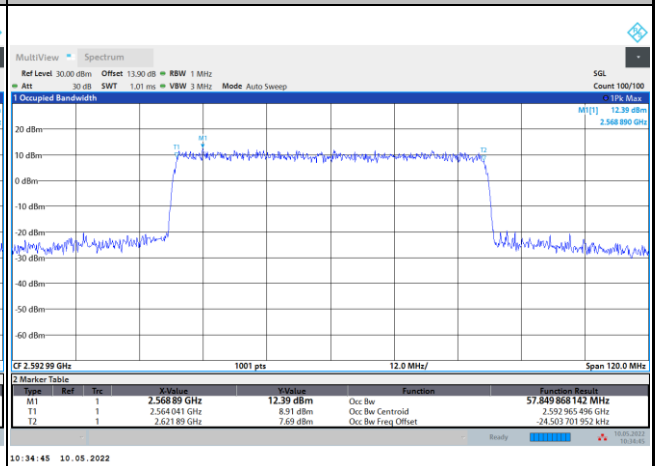 MultiView Spectrum
Ref Level 30.00 dBm Offset 13.90 dB RBW 1 MHz SGL
Att 30 dB SWT 1.01 ms VBW 3 MHz Mode Auto Sweep Count 100/100
1 Occupied Bandwidth 1Pk Max
M1[1] 12.39 dBm
2.568 890 GHz
20 dBm
M1
T1 T2
10 dBm
0 dBm
-10 dBm
-20 dBm
-30 dBm
-40 dBm
-50 dBm
-60 dBm
CF 2.592 99 GHz 1001 pts 12.0 MHz/ Span 120.0 MHz
2 Marker Table
Type Ref Trc X-Value Y-Value Function Function Result
M1 1 2.568 89 GHz 12.39 dBm Occ Bw 57.849 868 142 MHz
T1 1 2.564 041 GHz 8.91 dBm Occ Bw Centroid 2.592 965 496 GHz
T2 1 2.621 89 GHz 7.69 dBm Occ Bw Freq Offset -24.503 701 952 kHz
Ready 10.05.2022
10:34:45
10:34:45 10.05.2022